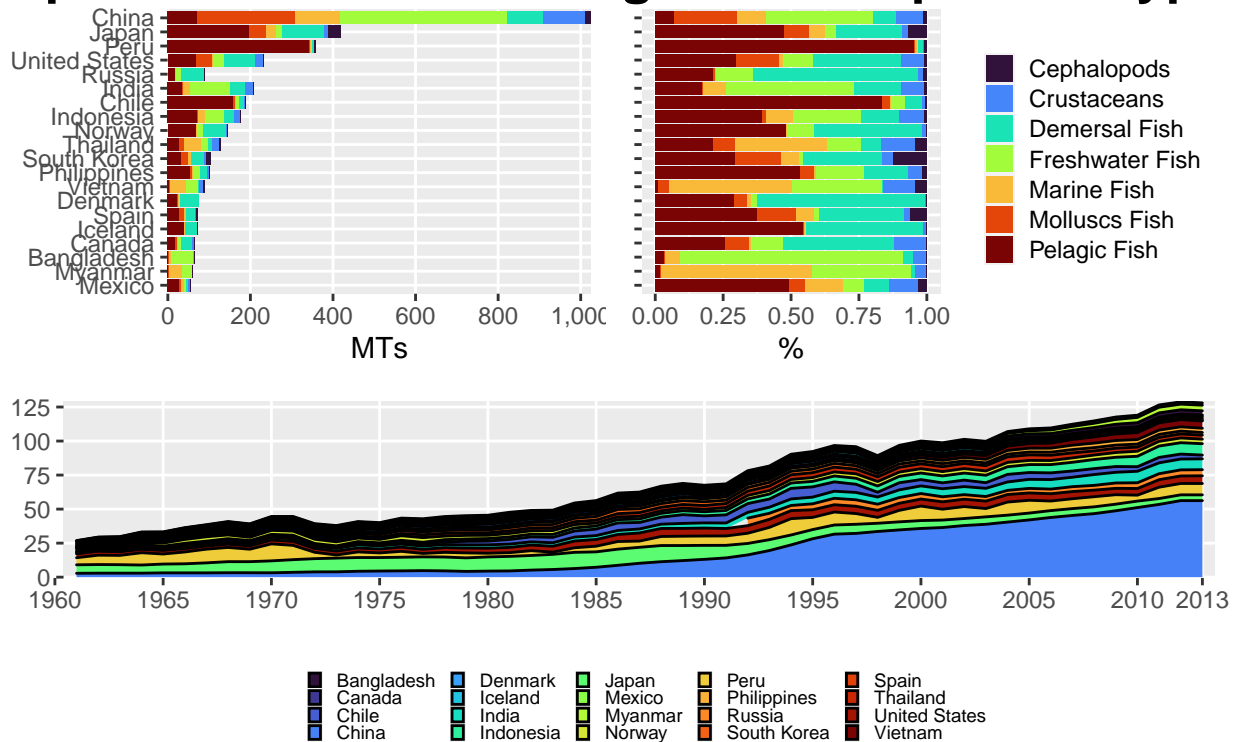 China
Japan
Peru
United States
Russia
India
Chile
Indonesia
Norway
Thailand
South Korea
Philippines
Vietnam
Denmark
Spain
Iceland
Canada
Bangladesh
Myanmar
Mexico
0 200 400 600 800 1,000
MTs
0.00 0.25 0.50 0.75 1.00
%
Cephalopods
Crustaceans
Demersal Fish
Freshwater Fish
Marine Fish
Molluscs Fish
Pelagic Fish
125
100
75
50
25
0
1960 1965 1970 1975 1980 1985 1990 1995 2000 2005 2010 2013
Bangladesh Denmark Japan Peru Spain
Canada Iceland Mexico Philippines Thailand
Chile India Myanmar Russia United States
China Indonesia Norway South Korea Vietnam